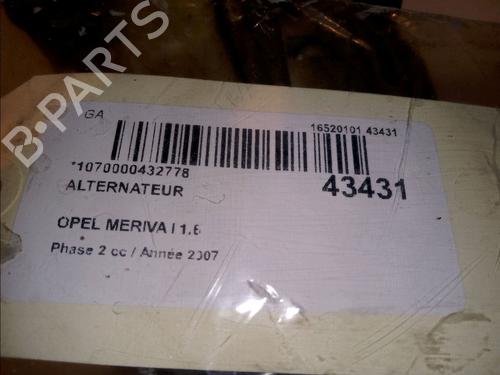 B-PARTS
GA
16520101 43431
*1070000432778
43431
ALTERNATEUR
OPEL MERIVA I 1.6
Phase 2 cc / Année 2007